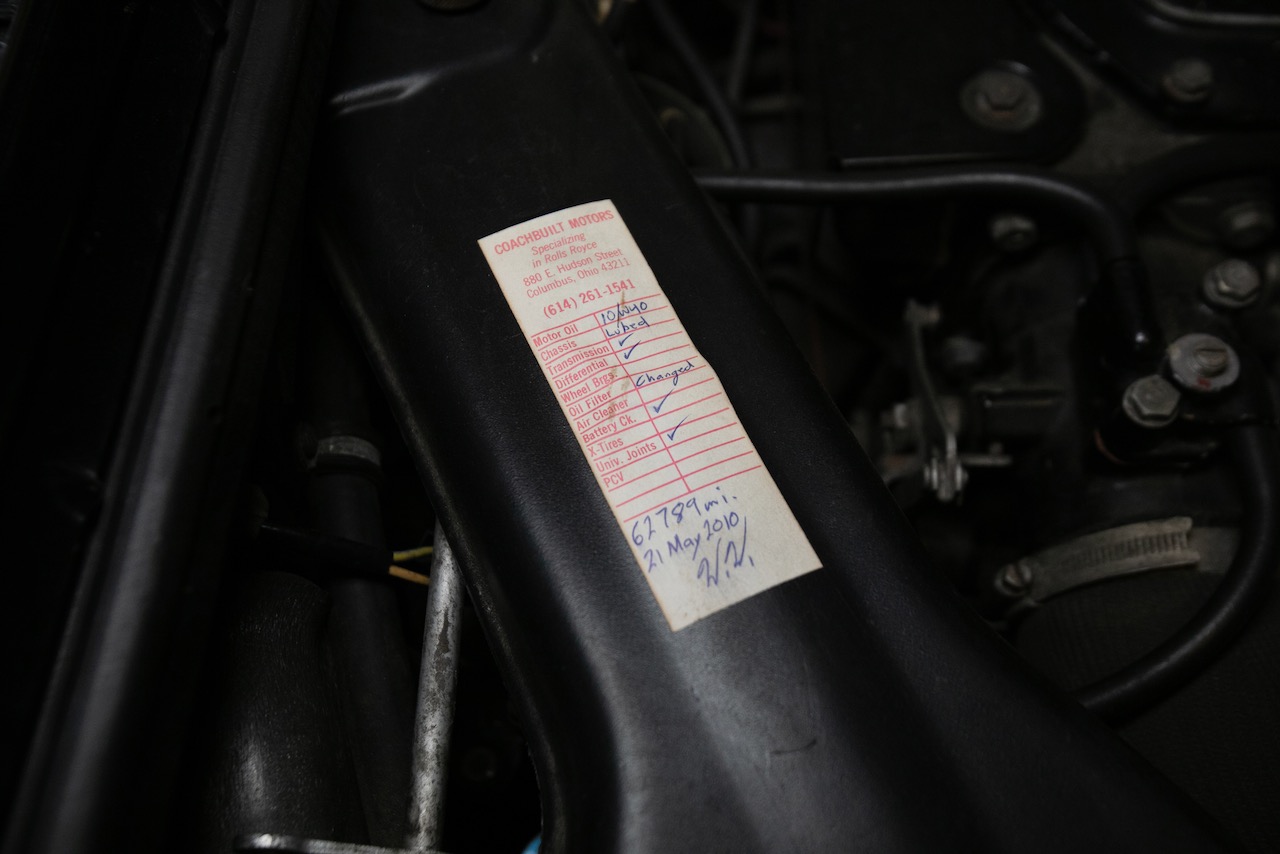 COACHBUILT MOTORS
Specializing
in Rolls Royce
880 E. Hudson Street
Columbus, Ohio 43211
(614) 261-1541
Motor Oil 10/W40
Chassis Lubed
Transmission ✓
Differential ✓
Wheel Brgs.
Oil Filter Changed
Air Cleaner
Battery Ck. ✓
X-Tires
Univ. Joints ✓
PCV
62789 mi.
21 May 2010